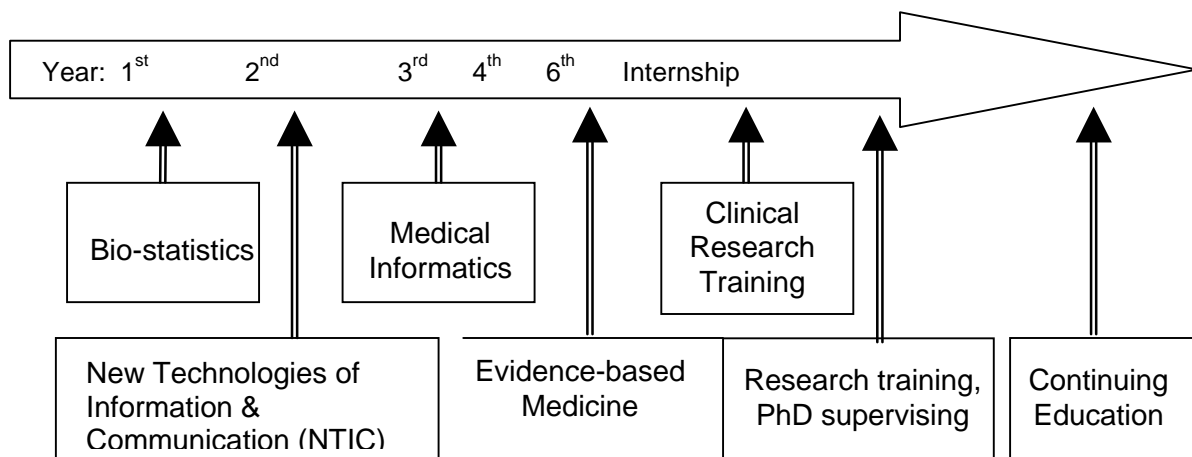 Year: 1st 2nd 3rd 4th 6th Internship
Bio-statistics
Medical
Informatics
Clinical
Research
Training
New Technologies of
Information &
Communication (NTIC)
Evidence-based
Medicine
Research training,
PhD supervising
Continuing
Education